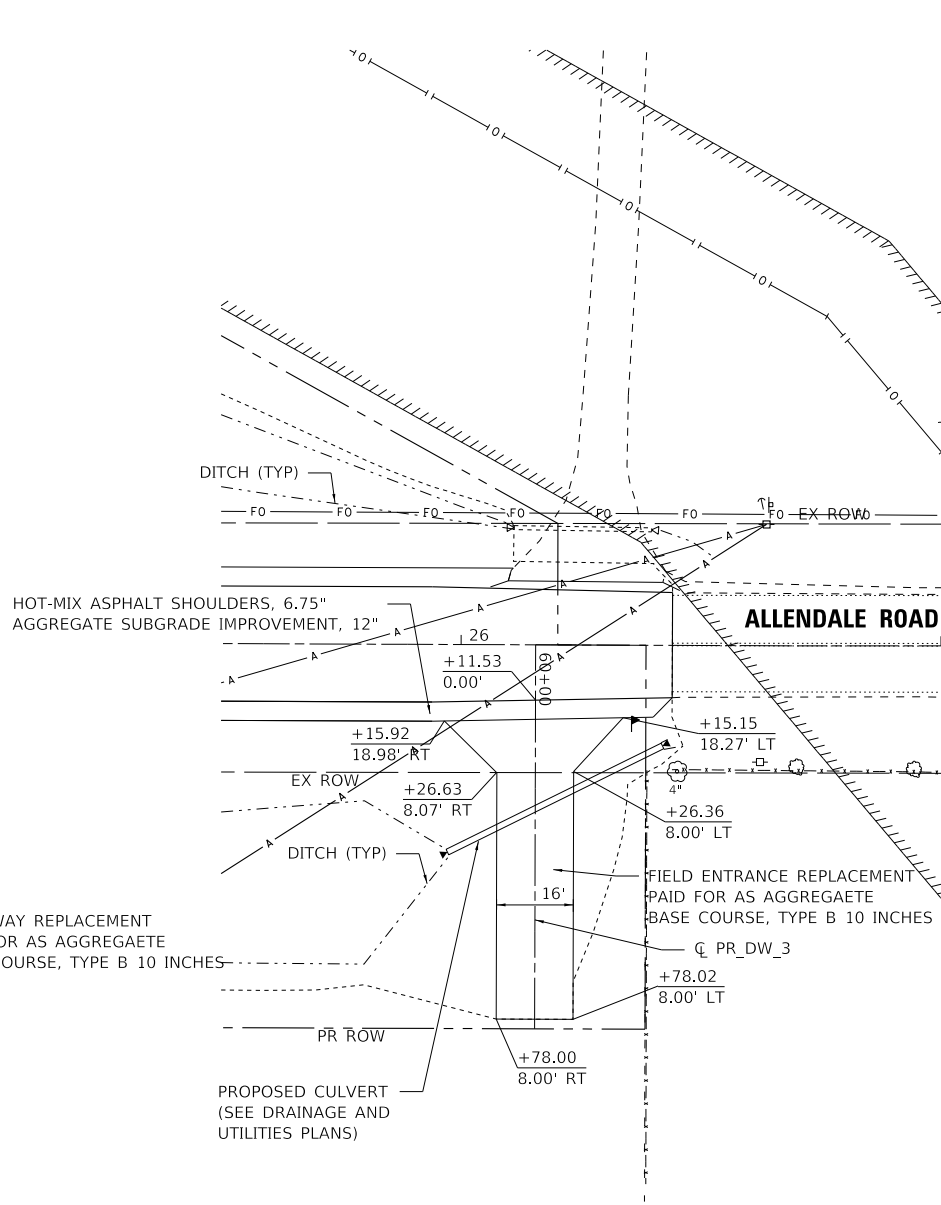 DITCH (TYP)
FO FO FO FO FO FO FO FO
EX ROW
HOT-MIX ASPHALT SHOULDERS, 6.75"
AGGREGATE SUBGRADE IMPROVEMENT, 12"
ALLENDALE ROAD
26
+11.53
0.00'
00+09
+15.92
18.98' RT
+15.15
18.27' LT
EX ROW
+26.63
8.07' RT
4"
+26.36
8.00' LT
DITCH (TYP)
FIELD ENTRANCE REPLACEMENT
PAID FOR AS AGGREGAETE
BASE COURSE, TYPE B 10 INCHES
16'
WAY REPLACEMENT
OR AS AGGREGAETE
COURSE, TYPE B 10 INCHES
℄ PR_DW_3
+78.02
8.00' LT
PR ROW
+78.00
8.00' RT
PROPOSED CULVERT
(SEE DRAINAGE AND
UTILITIES PLANS)